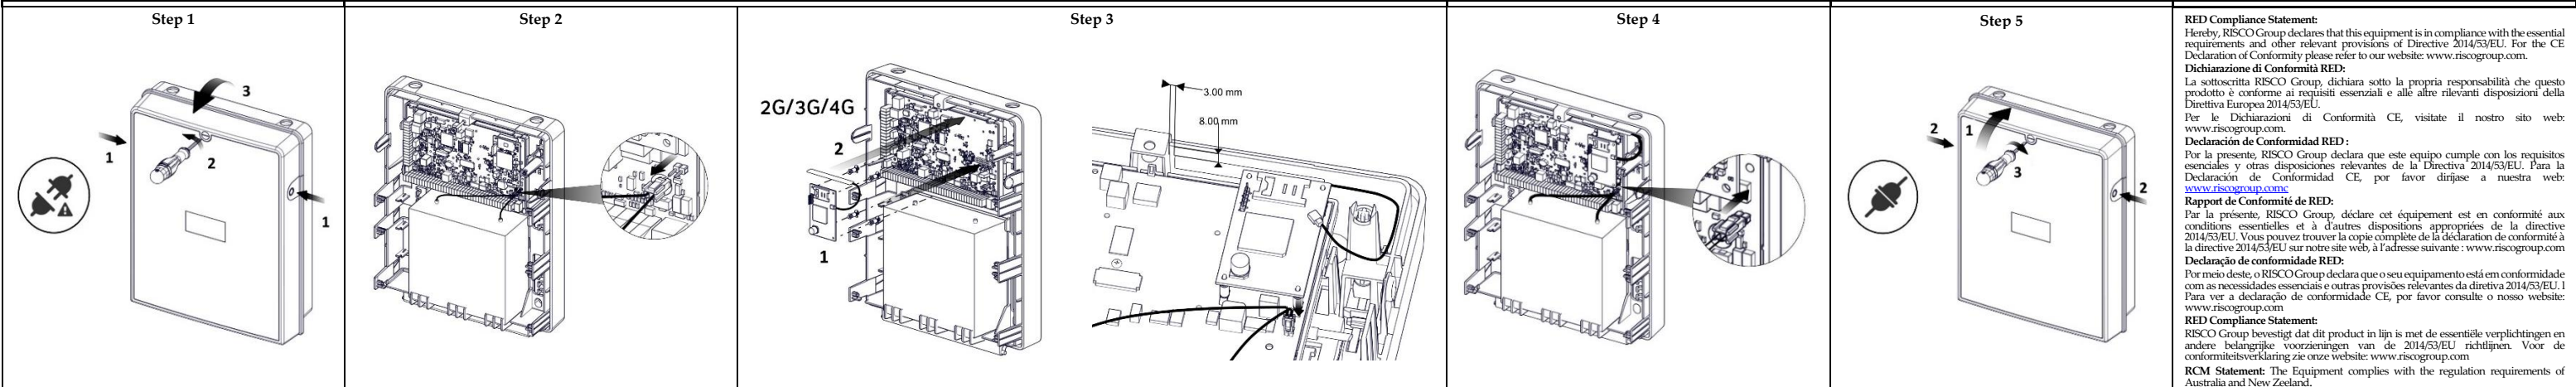 Step 1
1
2
3
1
Step 2
Step 3
2G/3G/4G
2
1
3.00 mm
8.00 mm
Step 4
Step 5
2
1
3
2
RED Compliance Statement:
Hereby, RISCO Group declares that this equipment is in compliance with the essential
requirements and other relevant provisions of Directive 2014/53/EU. For the CE
Declaration of Conformity please refer to our website: www.riscogroup.com.
Dichiarazione di Conformità RED:
La sottoscritta RISCO Group, dichiara sotto la propria responsabilità che questo
prodotto è conforme ai requisiti essenziali e alle altre rilevanti disposizioni della
Direttiva Europea 2014/53/EU.
Per le Dichiarazioni di Conformità CE, visitate il nostro sito web:
www.riscogroup.com.
Declaración de Conformidad RED :
Por la presente, RISCO Group declara que este equipo cumple con los requisitos
esenciales y otras disposiciones relevantes de la Directiva 2014/53/EU. Para la
Declaración de Conformidad CE, por favor diríjase a nuestra web:
www.riscogroup.comc
Rapport de Conformité de RED:
Par la présente, RISCO Group, déclare cet équipement est en conformité aux
conditions essentielles et à d'autres dispositions appropriées de la directive
2014/53/EU. Vous pouvez trouver la copie complète de la déclaration de conformité à
la directive 2014/53/EU sur notre site web, à l'adresse suivante : www.riscogroup.com
Declaração de conformidade RED:
Por meio deste, o RISCO Group declara que o seu equipamento está em conformidade
com as necessidades essenciais e outras provisões relevantes da diretiva 2014/53/EU. l
Para ver a declaração de conformidade CE, por favor consulte o nosso website:
www.riscogroup.com
RED Compliance Statement:
RISCO Group bevestigt dat dit product in lijn is met de essentiële verplichtingen en
andere belangrijke voorzieningen van de 2014/53/EU richtlijnen. Voor de
conformiteitsverklaring zie onze website: www.riscogroup.com
RCM Statement: The Equipment complies with the regulation requirements of
Australia and New Zeeland.